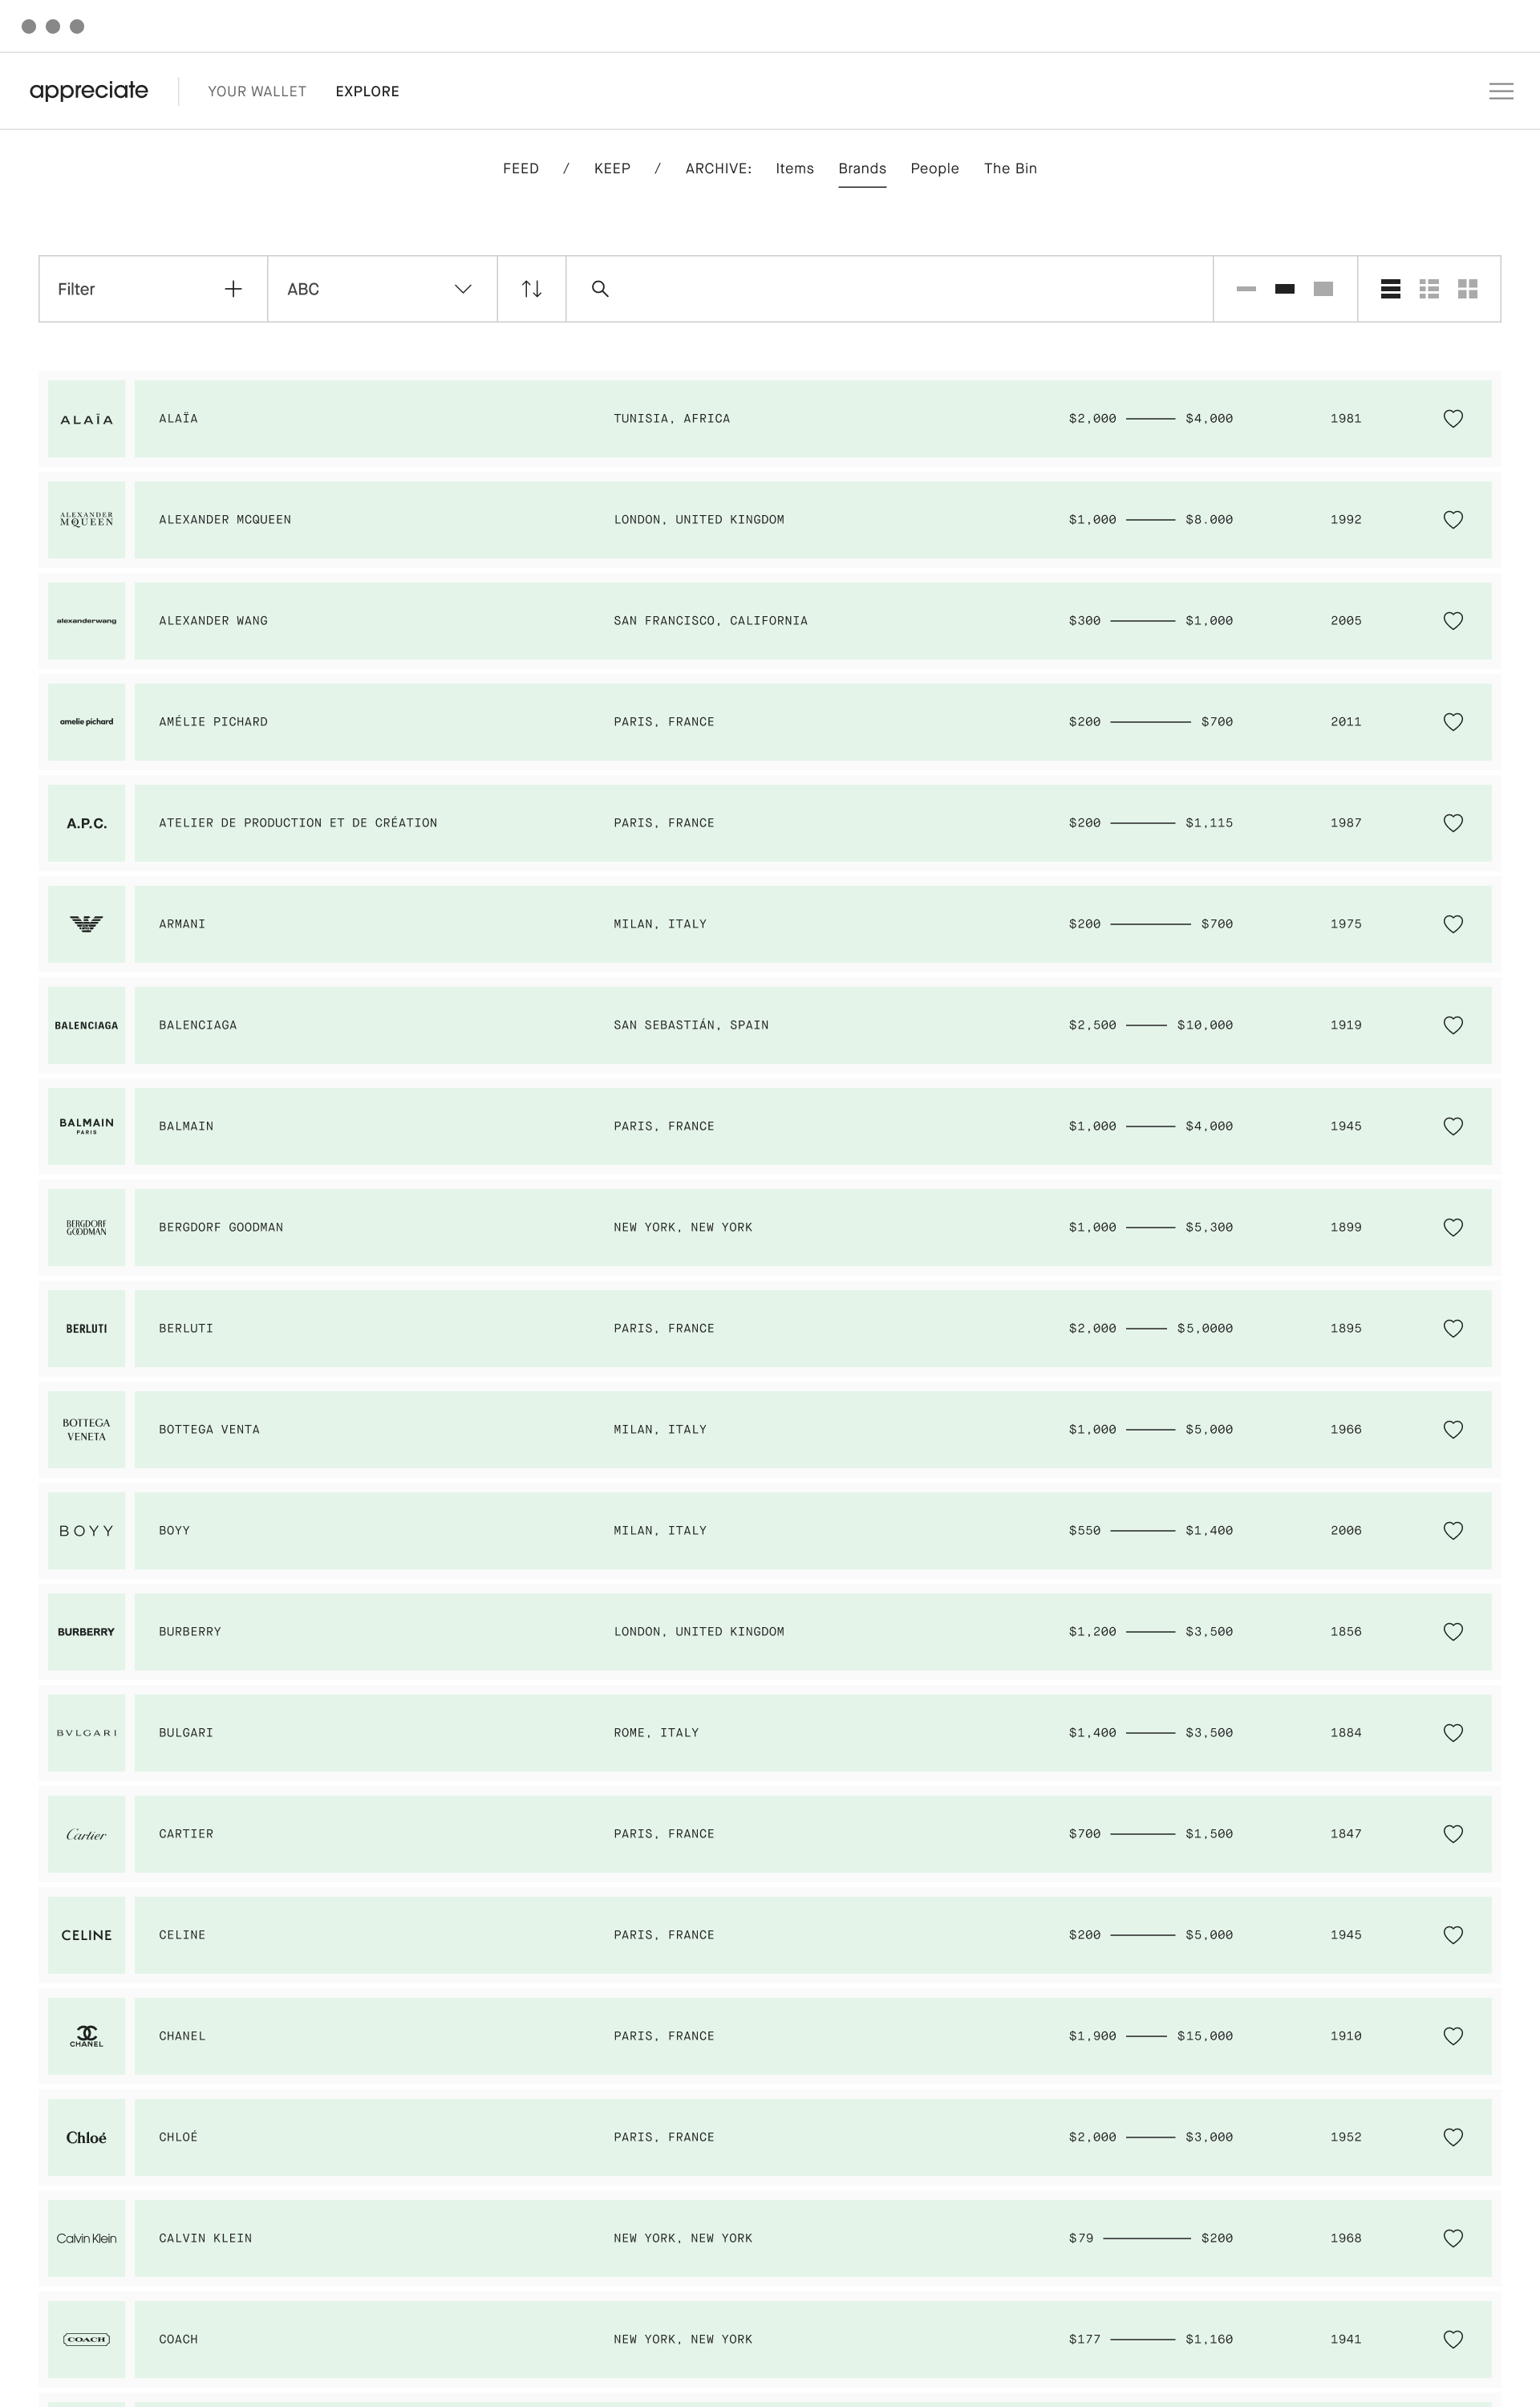 appreciate YOUR WALLET EXPLORE
FEED / KEEP / ARCHIVE: Items Brands People The Bin
Filter ABC
ALAÏA ALAÏA TUNISIA, AFRICA $2,000 $4,000 1981
ALEXANDER
MQUEEN ALEXANDER MCQUEEN LONDON, UNITED KINGDOM $1,000 $8.000 1992
alexanderwang ALEXANDER WANG SAN FRANCISCO, CALIFORNIA $300 $1,000 2005
amelie pichard AMÉLIE PICHARD PARIS, FRANCE $200 $700 2011
A.P.C. ATELIER DE PRODUCTION ET DE CRÉATION PARIS, FRANCE $200 $1,115 1987
ARMANI MILAN, ITALY $200 $700 1975
BALENCIAGA BALENCIAGA SAN SEBASTIÁN, SPAIN $2,500 $10,000 1919
BALMAIN
PARIS BALMAIN PARIS, FRANCE $1,000 $4,000 1945
BERGDORF
GOODMAN BERGDORF GOODMAN NEW YORK, NEW YORK $1,000 $5,300 1899
BERLUTI BERLUTI PARIS, FRANCE $2,000 $5,0000 1895
BOTTEGA
VENETA BOTTEGA VENTA MILAN, ITALY $1,000 $5,000 1966
BOYY BOYY MILAN, ITALY $550 $1,400 2006
BURBERRY BURBERRY LONDON, UNITED KINGDOM $1,200 $3,500 1856
BVLGARI BULGARI ROME, ITALY $1,400 $3,500 1884
Cartier CARTIER PARIS, FRANCE $700 $1,500 1847
CELINE CELINE PARIS, FRANCE $200 $5,000 1945
CHANEL CHANEL PARIS, FRANCE $1,900 $15,000 1910
Chloé CHLOÉ PARIS, FRANCE $2,000 $3,000 1952
Calvin Klein CALVIN KLEIN NEW YORK, NEW YORK $79 $200 1968
COACH COACH NEW YORK, NEW YORK $177 $1,160 1941